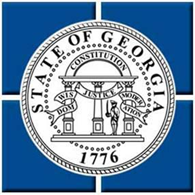 STATE OF GEORGIA
CONSTITUTION
JUSTICE
1776